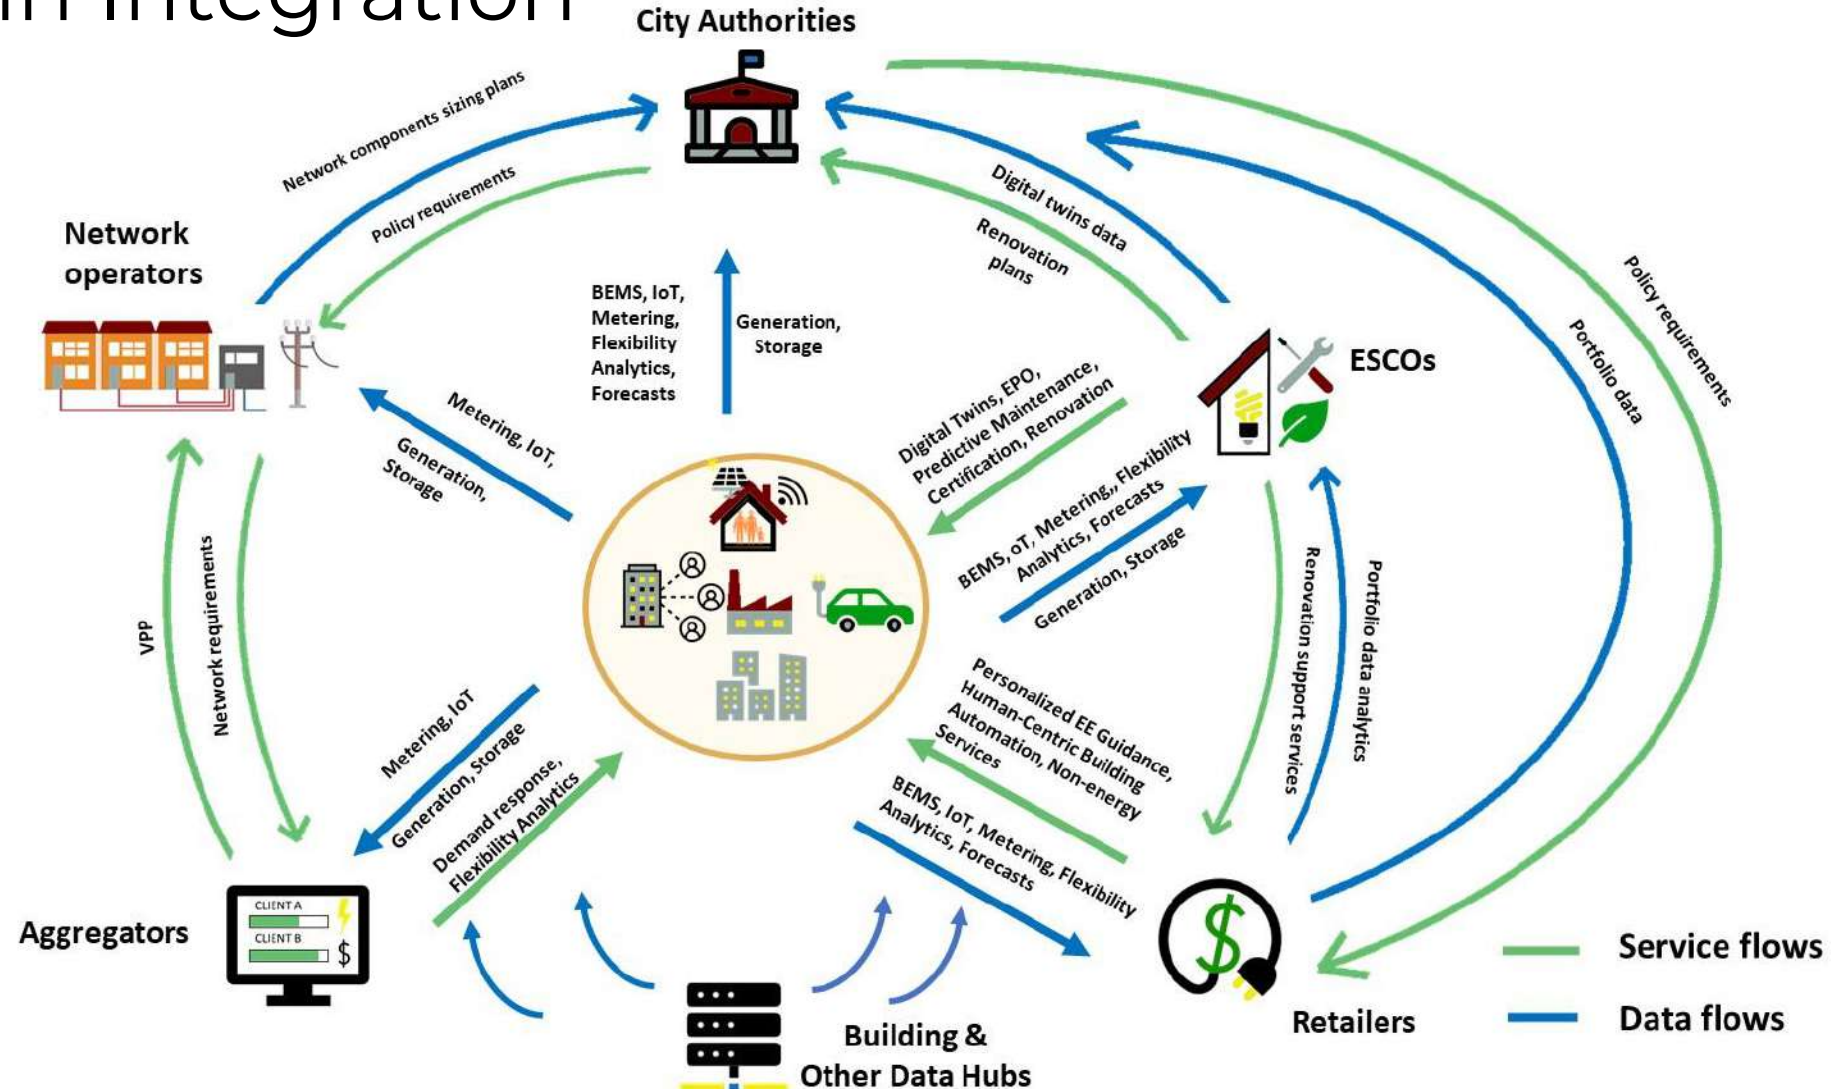 in integration
City Authorities
Network components sizing plans
Policy requirements
Network
operators
Digital twins data
Renovation
plans
Policy requirements
Portfolio data
BEMS, IoT,
Metering,
Flexibility
Analytics,
Forecasts
Generation,
Storage
ESCOs
Metering, IoT,
Generation,
Storage
Digital Twins, EPO,
Predictive Maintenance,
Certification, Renovation
BEMS, oT, Metering,, Flexibility
Analytics, Forecasts
Generation, Storage
VPP
Network requirements
Renovation support services
Portfolio data analytics
Metering, IoT
Generation, Storage
Demand response,
Flexibility Analytics
Personalized EE Guidance,
Human-Centric Building
Automation, Non-energy
Services
BEMS, IoT, Metering, Flexibility
Analytics, Forecasts
Aggregators
CLIENT A
CLIENT B
$
$
Service flows
Data flows
Retailers
Building &
Other Data Hubs